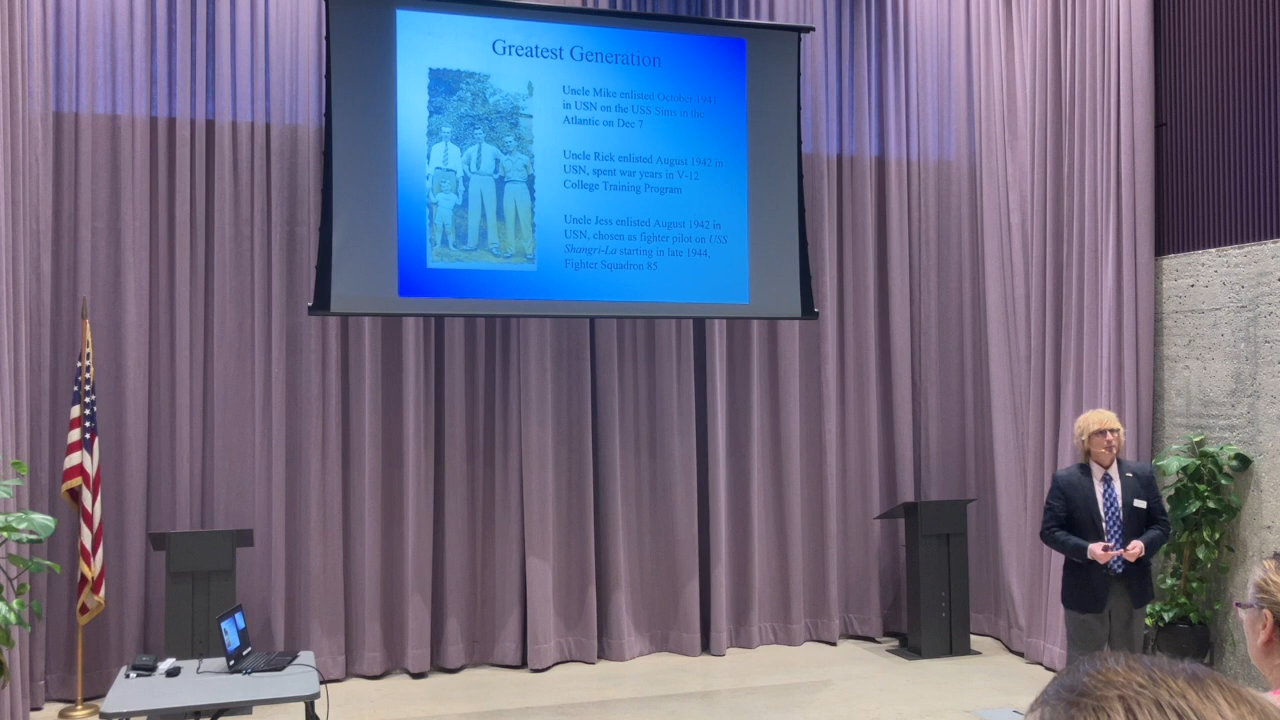 Greatest Generation
Uncle Mike enlisted October 1941
in USN on the USS Sims in the
Atlantic on Dec 7
Uncle Rick enlisted August 1942 in
USN, spent war years in V-12
College Training Program
Uncle Jess enlisted August 1942 in
USN, chosen as fighter pilot on USS
Shangri-La starting in late 1944,
Fighter Squadron 85